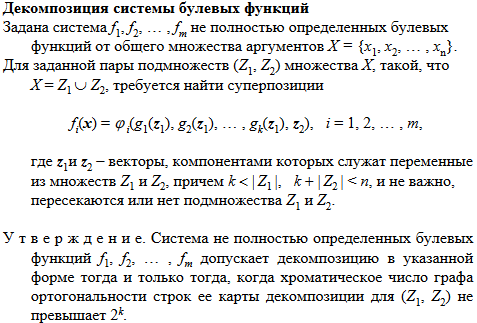 Декомпозиция системы булевых функций
Задана система f1, f2, … , fm не полностью определенных булевых
функций от общего множества аргументов X = {x1, x2, … , xn}.
Для заданной пары подмножеств (Z1, Z2) множества X, такой, что
X = Z1 ∪ Z2, требуется найти суперпозиции
fi(x) = φi(g1(z1), g2(z1), … , gk(z1), z2), i = 1, 2, … , m,
где z1и z2 – векторы, компонентами которых служат переменные
из множеств Z1 и Z2, причем k < | Z1 |, k + | Z2 | < n, и не важно,
пересекаются или нет подмножества Z1 и Z2.
У т в е р ж д е н и е. Система не полностью определенных булевых
функций f1, f2, … , fm допускает декомпозицию в указанной
форме тогда и только тогда, когда хроматическое число графа
ортогональности строк ее карты декомпозиции для (Z1, Z2) не
превышает 2^k.